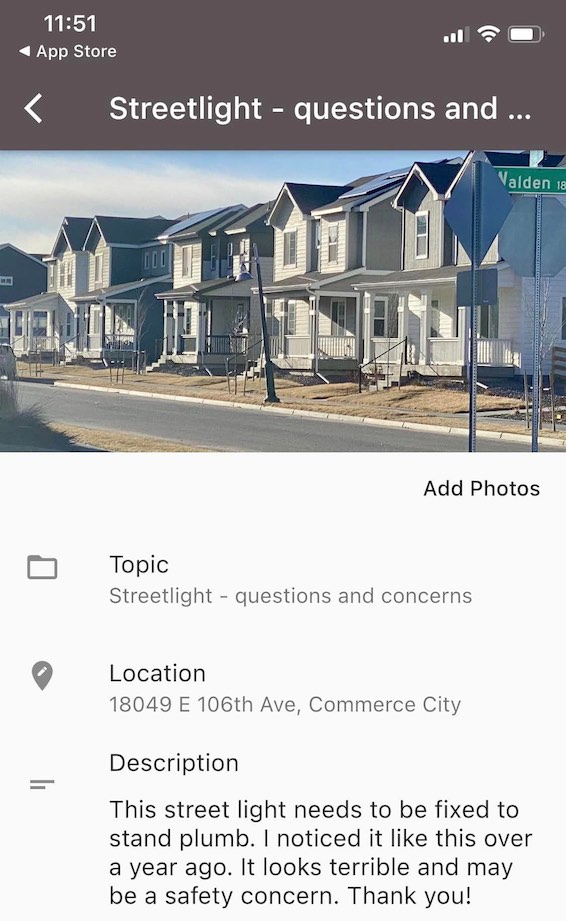 11:51
◀ App Store
Streetlight - questions and ...
Walden 18
Add Photos
Topic
Streetlight - questions and concerns
Location
18049 E 106th Ave, Commerce City
Description
This street light needs to be fixed to
stand plumb. I noticed it like this over
a year ago. It looks terrible and may
be a safety concern. Thank you!